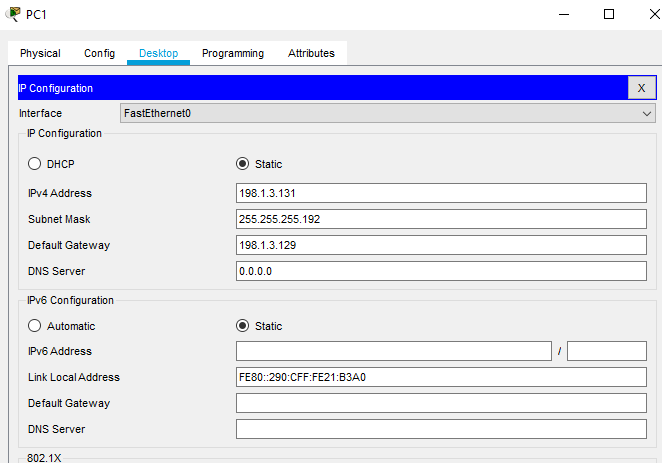 PC1
Physical Config Desktop Programming Attributes
IP Configuration X
Interface FastEthernet0
IP Configuration
DHCP Static
IPv4 Address 198.1.3.131
Subnet Mask 255.255.255.192
Default Gateway 198.1.3.129
DNS Server 0.0.0.0
IPv6 Configuration
Automatic Static
IPv6 Address /
Link Local Address FE80::290:CFF:FE21:B3A0
Default Gateway
DNS Server
802.1X